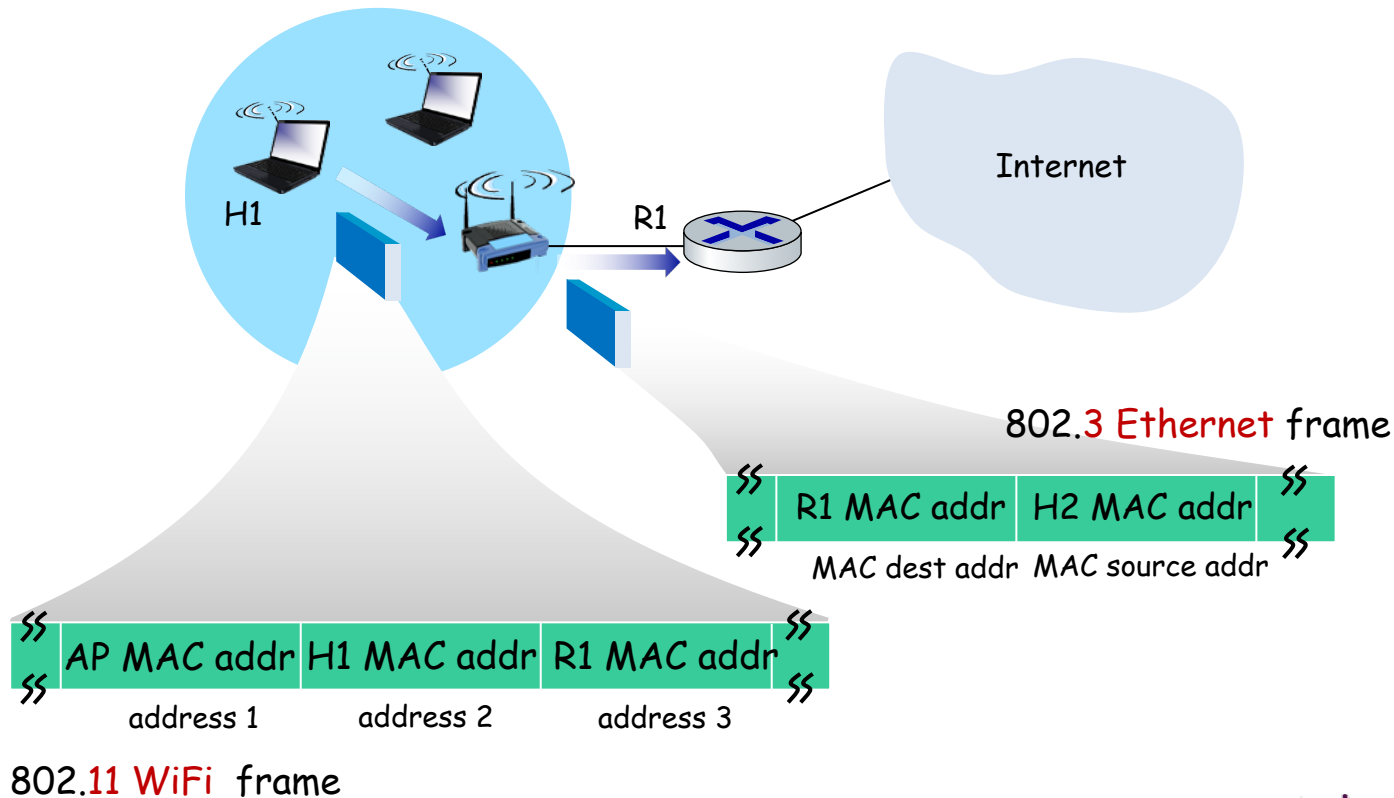 H1
R1
Internet
802.3 Ethernet frame
R1 MAC addr H2 MAC addr
MAC dest addr MAC source addr
AP MAC addr H1 MAC addr R1 MAC addr
address 1 address 2 address 3
802.11 WiFi frame